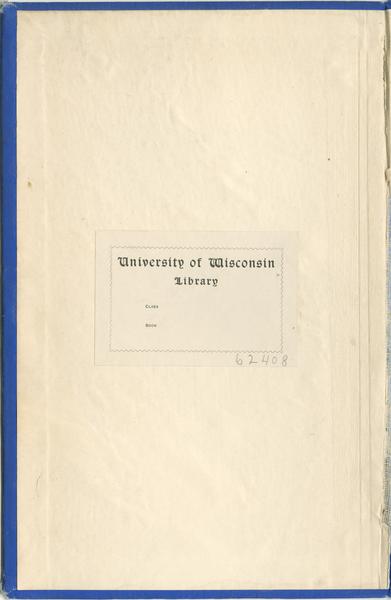 University of Wisconsin
Library
Class
Book
62408